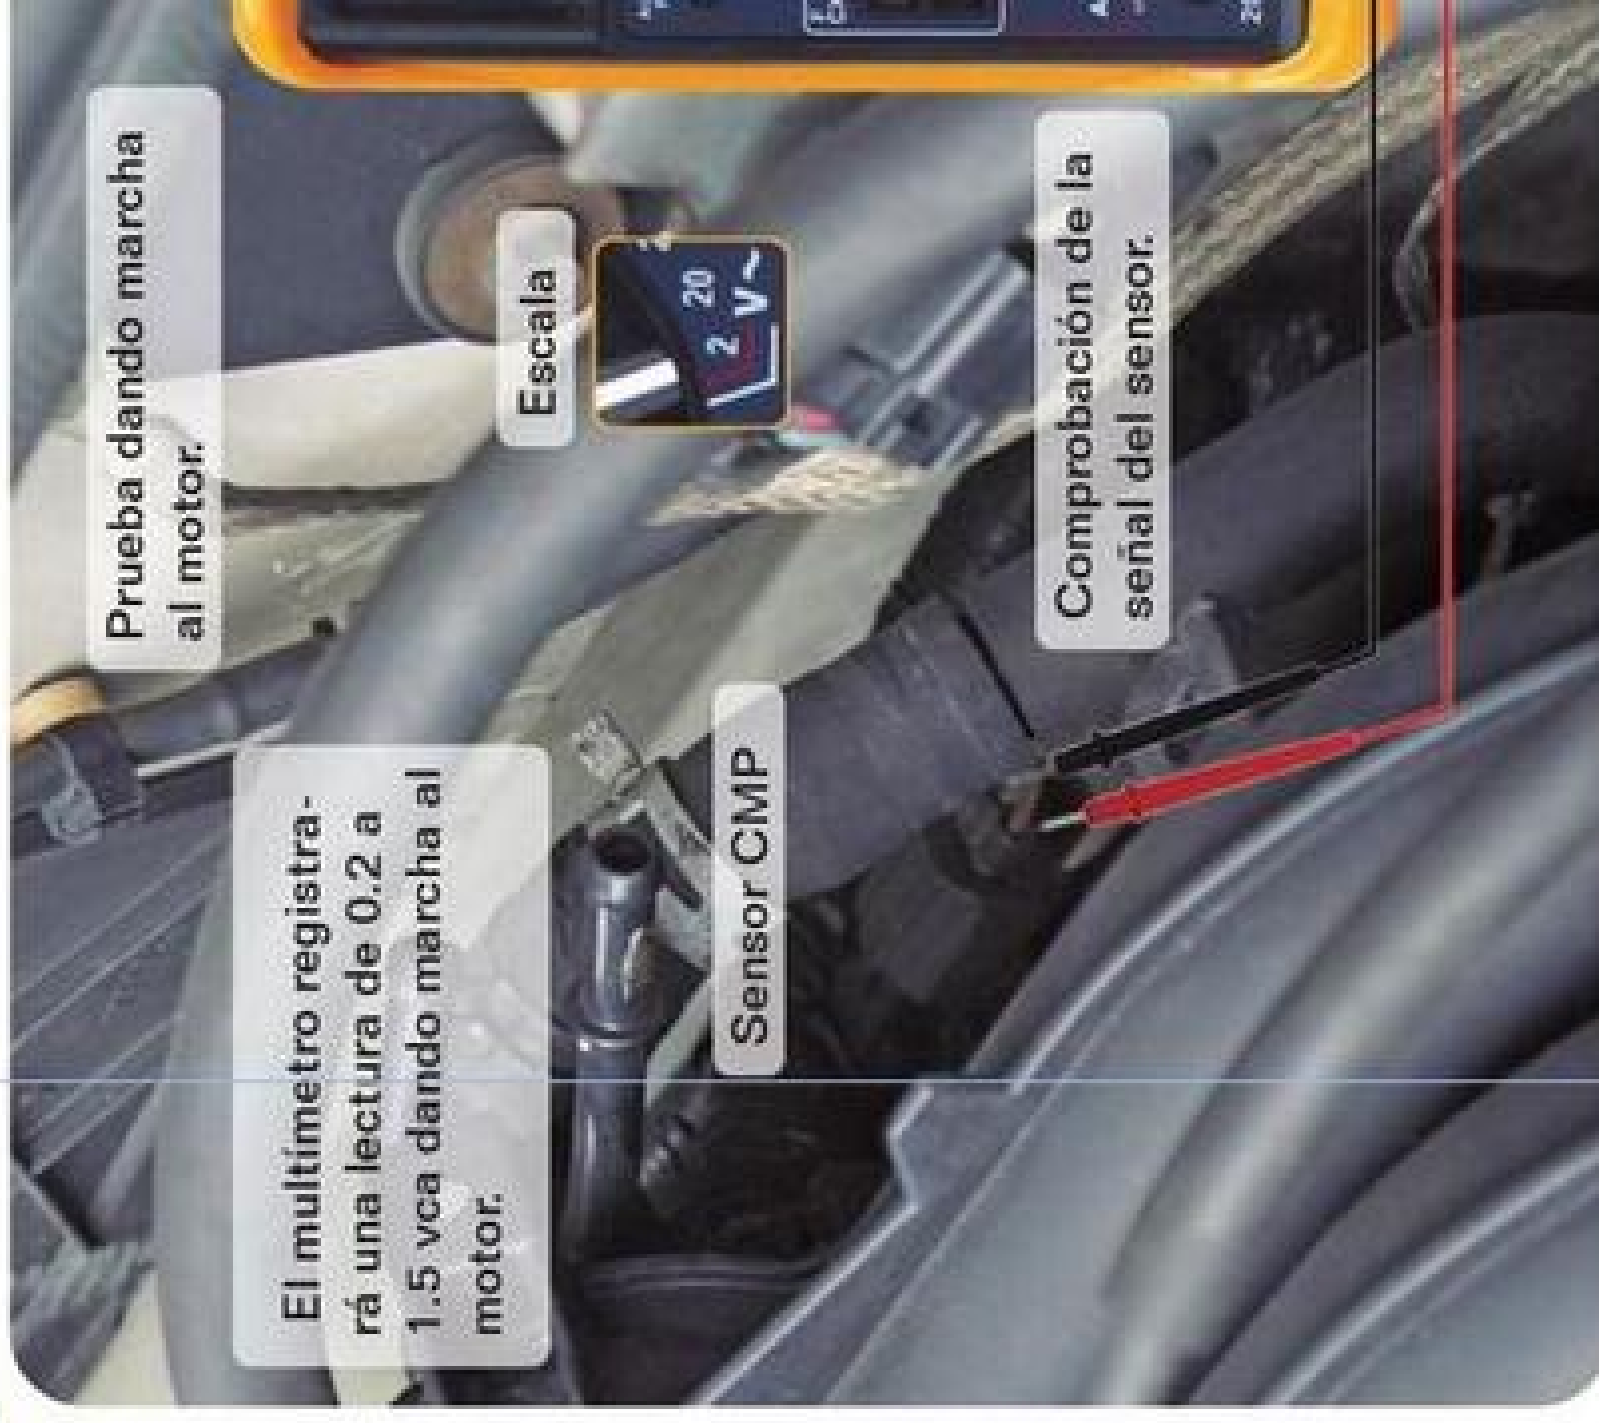 Prueba dando marcha
al motor.
El multímetro registra-
rá una lectura de 0.2 a
1.5 vca dando marcha al
motor.
Escala
2 20
V~
Sensor CMP
Comprobación de la
señal del sensor.